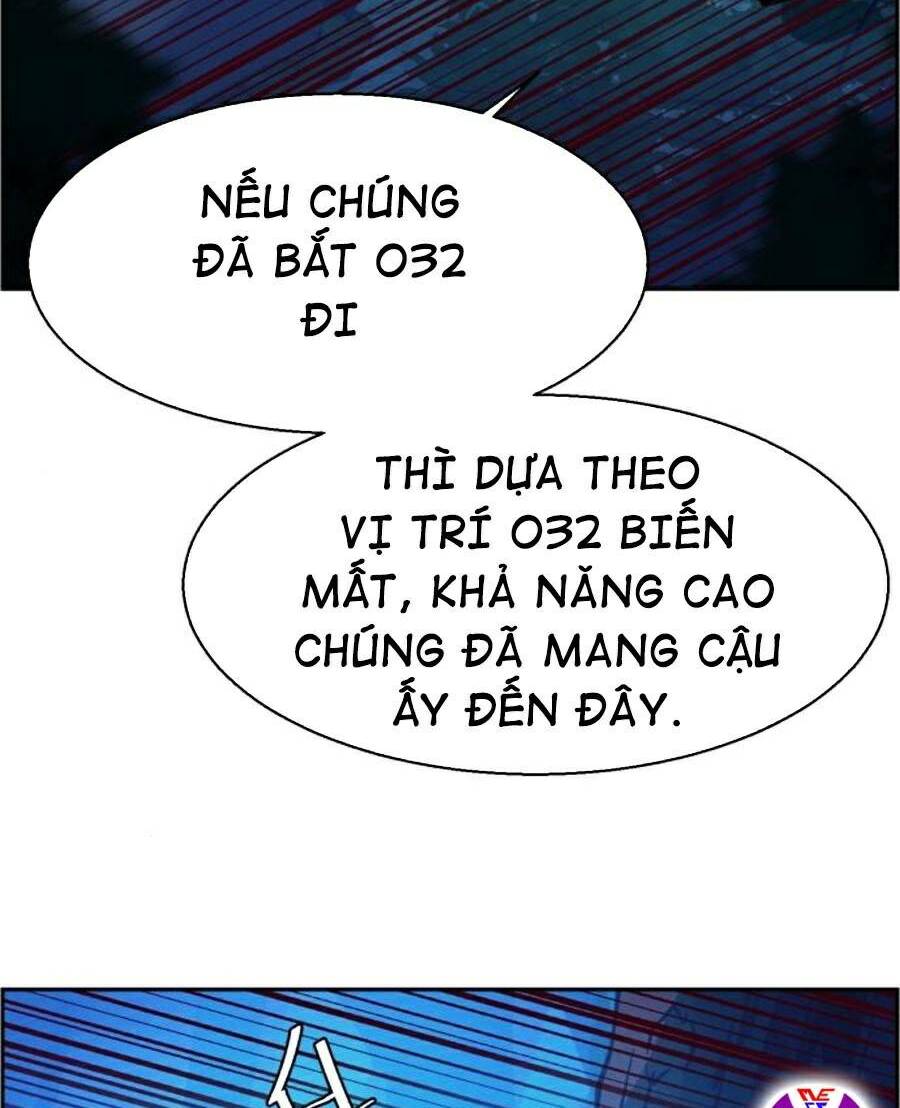 NẾU CHÚNG
ĐÃ BẮT 032
ĐI
THÌ DỰA THEO
VỊ TRÍ 032 BIẾN
MẤT, KHẢ NĂNG CAO
CHÚNG ĐÃ MANG CẬU
ẤY ĐẾN ĐÂY.